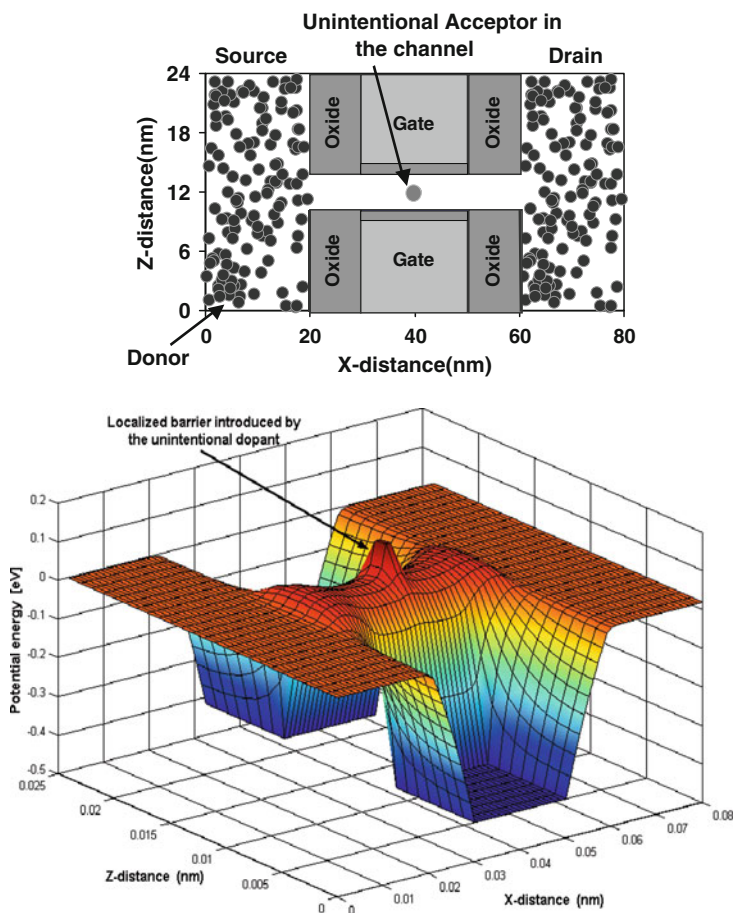 Unintentional Acceptor in
the channel
Source
Drain
24
18
12
6
0
Z-distance(nm)
Oxide
Gate
Oxide
Oxide
Gate
Oxide
Donor
0
20
40
60
80
X-distance(nm)
Localized barrier introduced by
the unintentional dopant
0.2
0.1
0
-0.1
-0.2
-0.3
-0.4
-0.5
Potential energy [eV]
0.025
0.02
0.015
0.01
0.005
0
Z-distance (nm)
0
0.01
0.02
0.03
0.04
0.05
0.06
0.07
0.08
X-distance (nm)